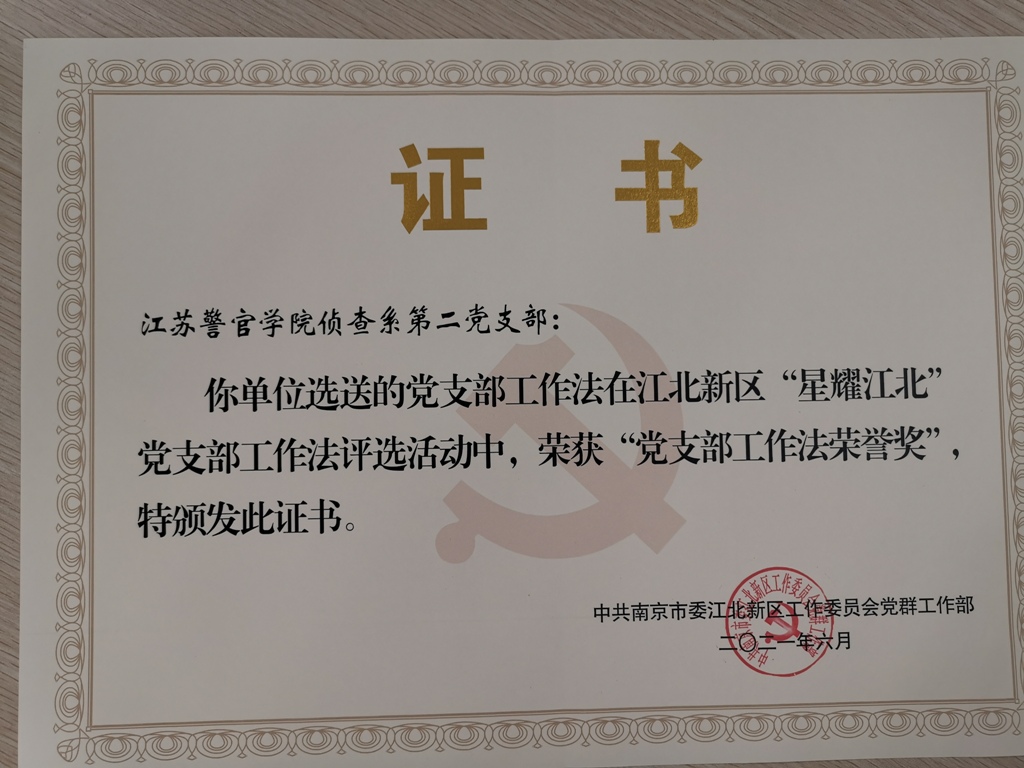 证 书
江苏警官学院侦查系第二党支部：
你单位选送的党支部工作法在江北新区“星耀江北”
党支部工作法评选活动中，荣获“党支部工作法荣誉奖”，
特颁发此证书。
中共南京市委江北新区工作委员会党群工作部
二〇二一年六月